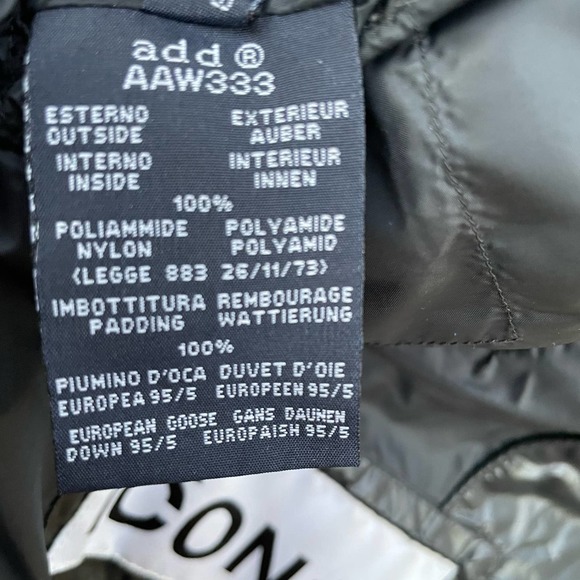 add ®
AAW333
ESTERNO EXTERIEUR
OUTSIDE AUBER
INTERNO INTERIEUR
INSIDE INNEN
100%
POLIAMMIDE POLYAMIDE
NYLON POLYAMID
(LEGGE 883 26/11/73)
IMBOTTITURA REMBOURAGE
PADDING WATTIERUNG
100%
PIUMINO D'OCA DUVET D'OIE
EUROPEA 95/5 EUROPEEN 95/5
EUROPEAN GOOSE GANS DAUNEN
DOWN 95/5 EUROPAISH 95/5